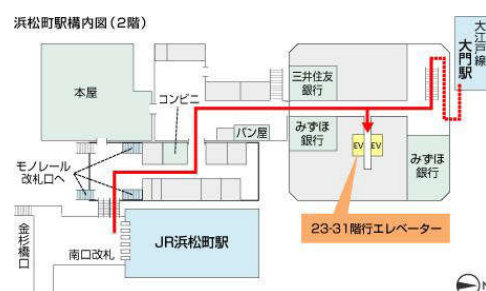 浜松町駅構内図(2階)
大江戸線
大門駅
本屋
コンビニ
三井住友
銀行
パン屋
みずほ
銀行
EV
EV
みずほ
銀行
モノレール
改札口へ
23-31階行エレベーター
金杉橋口
南口改札
JR浜松町駅
N